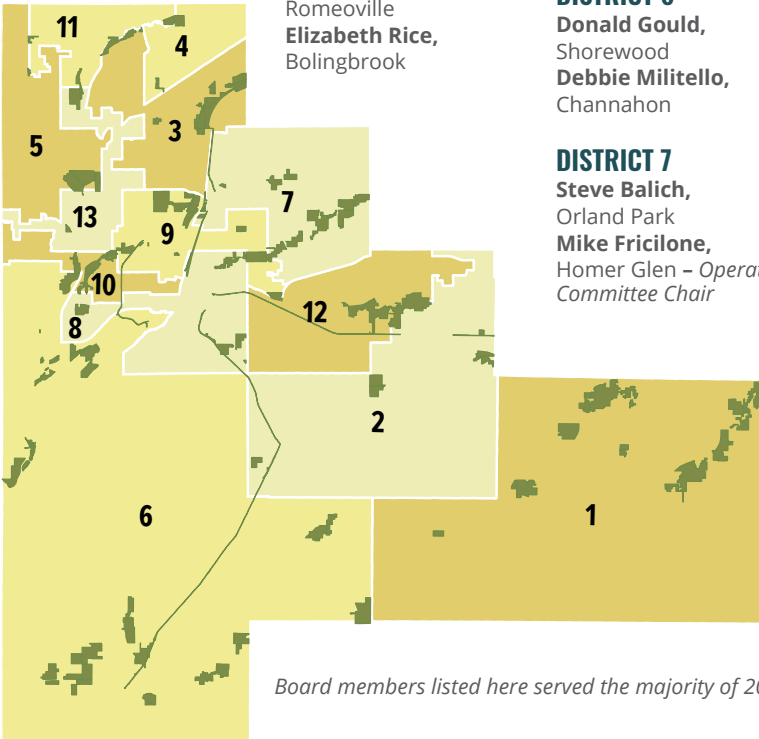 Romeoville
Elizabeth Rice,
Bolingbrook
Donald Gould,
Shorewood
Debbie Militello,
Channahon
DISTRICT 7
Steve Balich,
Orland Park
Mike Fricilone,
Homer Glen –
Committee Chair
11
4
5
3
13
7
9
10
12
8
2
6
1
Board members listed here served the majority of